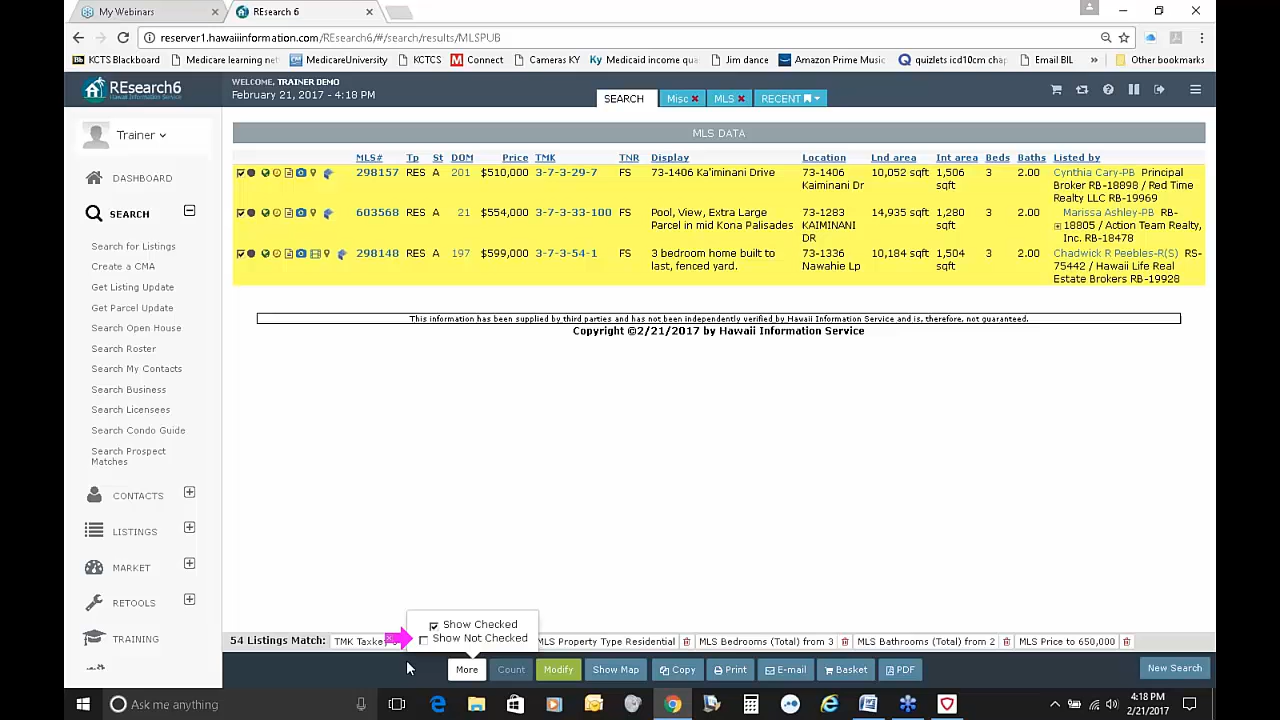 My Webinars
REsearch 6
reserver1.hawaiiinformation.com/REsearch6/#/search/results/MLSPUB
Bb KCTS Blackboard
Medicare learning net
MedicareUniversity
KCTCS
M Connect
Cameras KY
Ky Medicaid income qua
Jim dance
Amazon Prime Music
quizlets icd10cm chap
Email BIL
»
Other bookmarks
REsearch6
Hawaii Information Service
WELCOME, TRAINER DEMO
February 21, 2017 - 4:18 PM
SEARCH
Misc
MLS
RECENT
Trainer
DASHBOARD
SEARCH
Search for Listings
Create a CMA
Get Listing Update
Get Parcel Update
Search Open House
Search Roster
Search My Contacts
Search Business
Search Licensees
Search Condo Guide
Search Prospect
Matches
CONTACTS
LISTINGS
MARKET
RETOOLS
TRAINING
MLS DATA
MLS# Tp St DOM Price TMK TNR Display Location Lnd area Int area Beds Baths Listed by
298157 RES A 201 $510,000 3-7-3-29-7 FS 73-1406 Ka'iminani Drive 73-1406 10,052 sqft 1,506 3 2.00 Cynthia Cary-PB Principal
Kaiminani Dr sqft Broker RB-18898 / Red Time
Realty LLC RB-19969
603568 RES A 21 $554,000 3-7-3-33-100 FS Pool, View, Extra Large 73-1283 14,935 sqft 1,280 3 2.00 Marissa Ashley-PB RB-
Parcel in mid Kona Palisades KAIMINANI sqft 18805 / Action Team Realty,
DR Inc. RB-18478
298148 RES A 197 $599,000 3-7-3-54-1 FS 3 bedroom home built to 73-1336 10,184 sqft 1,504 3 2.00 Chadwick R Peebles-R(S) RS-
last, fenced yard. Nawahie Lp sqft 75442 / Hawaii Life Real
Estate Brokers RB-19928
This information has been supplied by third parties and has not been independently verified by Hawaii Information Service and is, therefore, not guaranteed.
Copyright ©2/21/2017 by Hawaii Information Service
Show Checked
Show Not Checked
54 Listings Match: TMK Taxkey MLS Property Type Residential MLS Bedrooms (Total) from 3 MLS Bathrooms (Total) from 2 MLS Price to 650,000
More Count Modify Show Map Copy Print E-mail Basket PDF New Search
Ask me anything
4:18 PM
2/21/2017